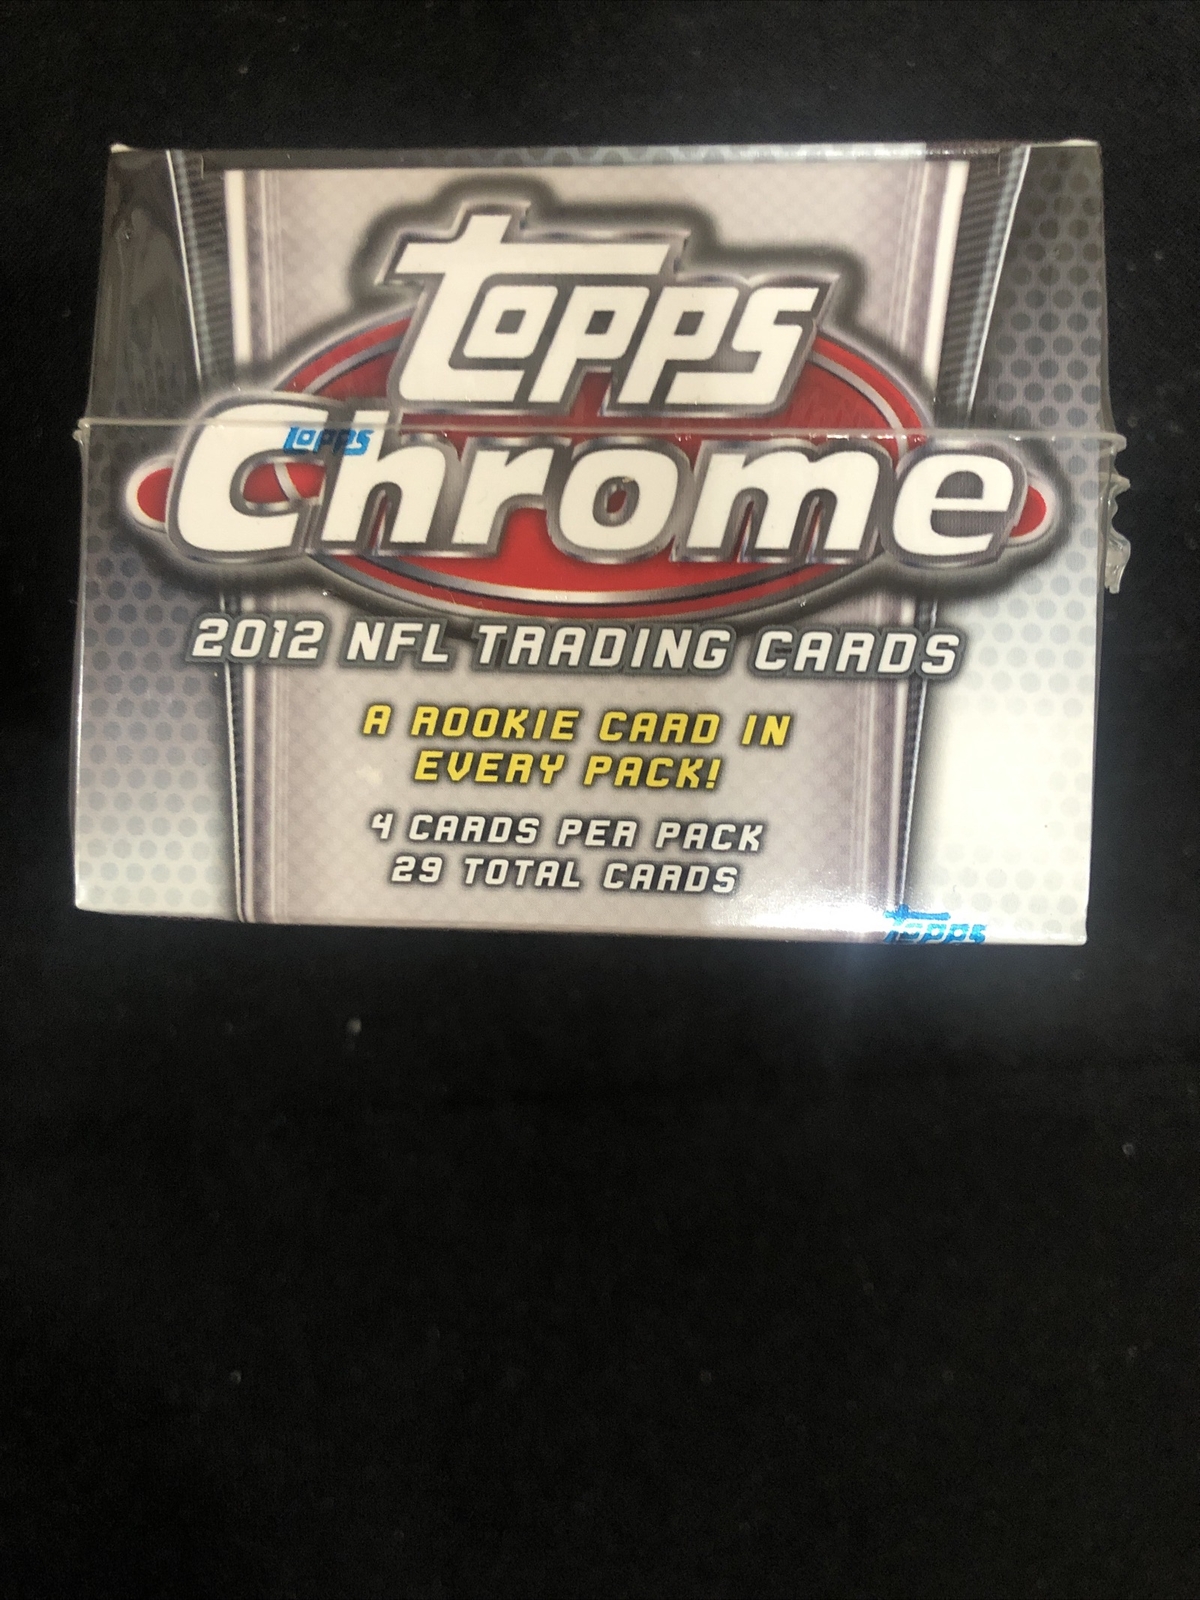 Topps
Chrome
Topps
2012 NFL TRADING CARDS
A ROOKIE CARD IN
EVERY PACK!
4 CARDS PER PACK
29 TOTAL CARDS
Topps